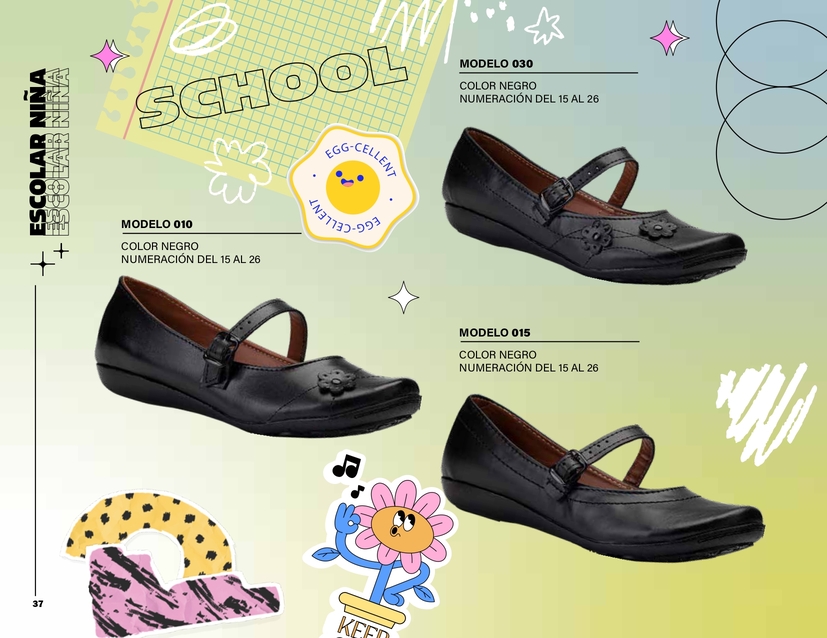 ESCOLAR NIÑA
ESCOLAR NIÑA
SCHOOL
EGG-CELLENT
EGG-CELLENT
MODELO 030
COLOR NEGRO
NUMERACIÓN DEL 15 AL 26
MODELO 010
COLOR NEGRO
NUMERACIÓN DEL 15 AL 26
MODELO 015
COLOR NEGRO
NUMERACIÓN DEL 15 AL 26
KEEP
37